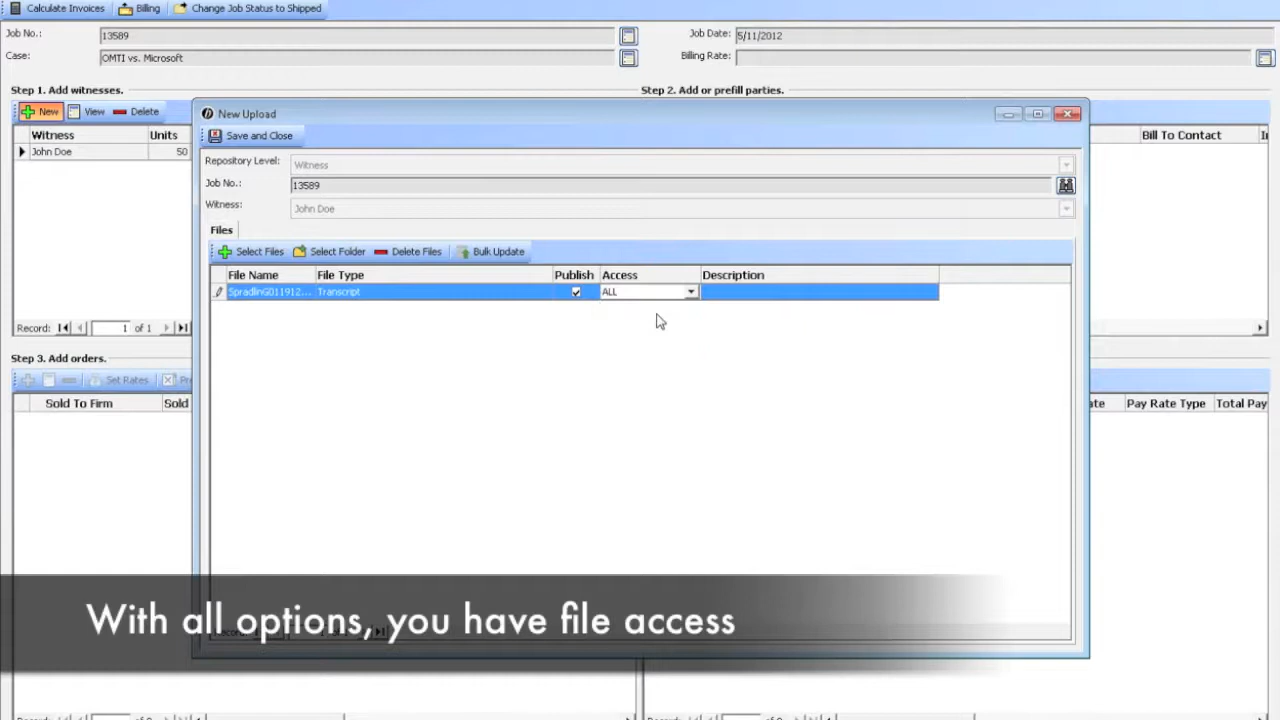 Calculate Invoices Billing Change Job Status to Shipped
Job No.: 13589 Job Date: 5/11/2012
Case: OMTI vs. Microsoft Billing Rate:
Step 1. Add witnesses. Step 2. Add or prefill parties.
New View Delete
New Upload
Witness Units Bill To Contact
John Doe 50
Save and Close
Repository Level: Witness
Job No.: 13589
Witness: John Doe
Files
Select Files Select Folder Delete Files Bulk Update
File Name File Type Publish Access Description
SpradlinG011912... Transcript ALL
Record: 1 of 1
Step 3. Add orders.
Set Rates
Sold To Firm Sold Pay Rate Type Total Pay
With all options, you have file access